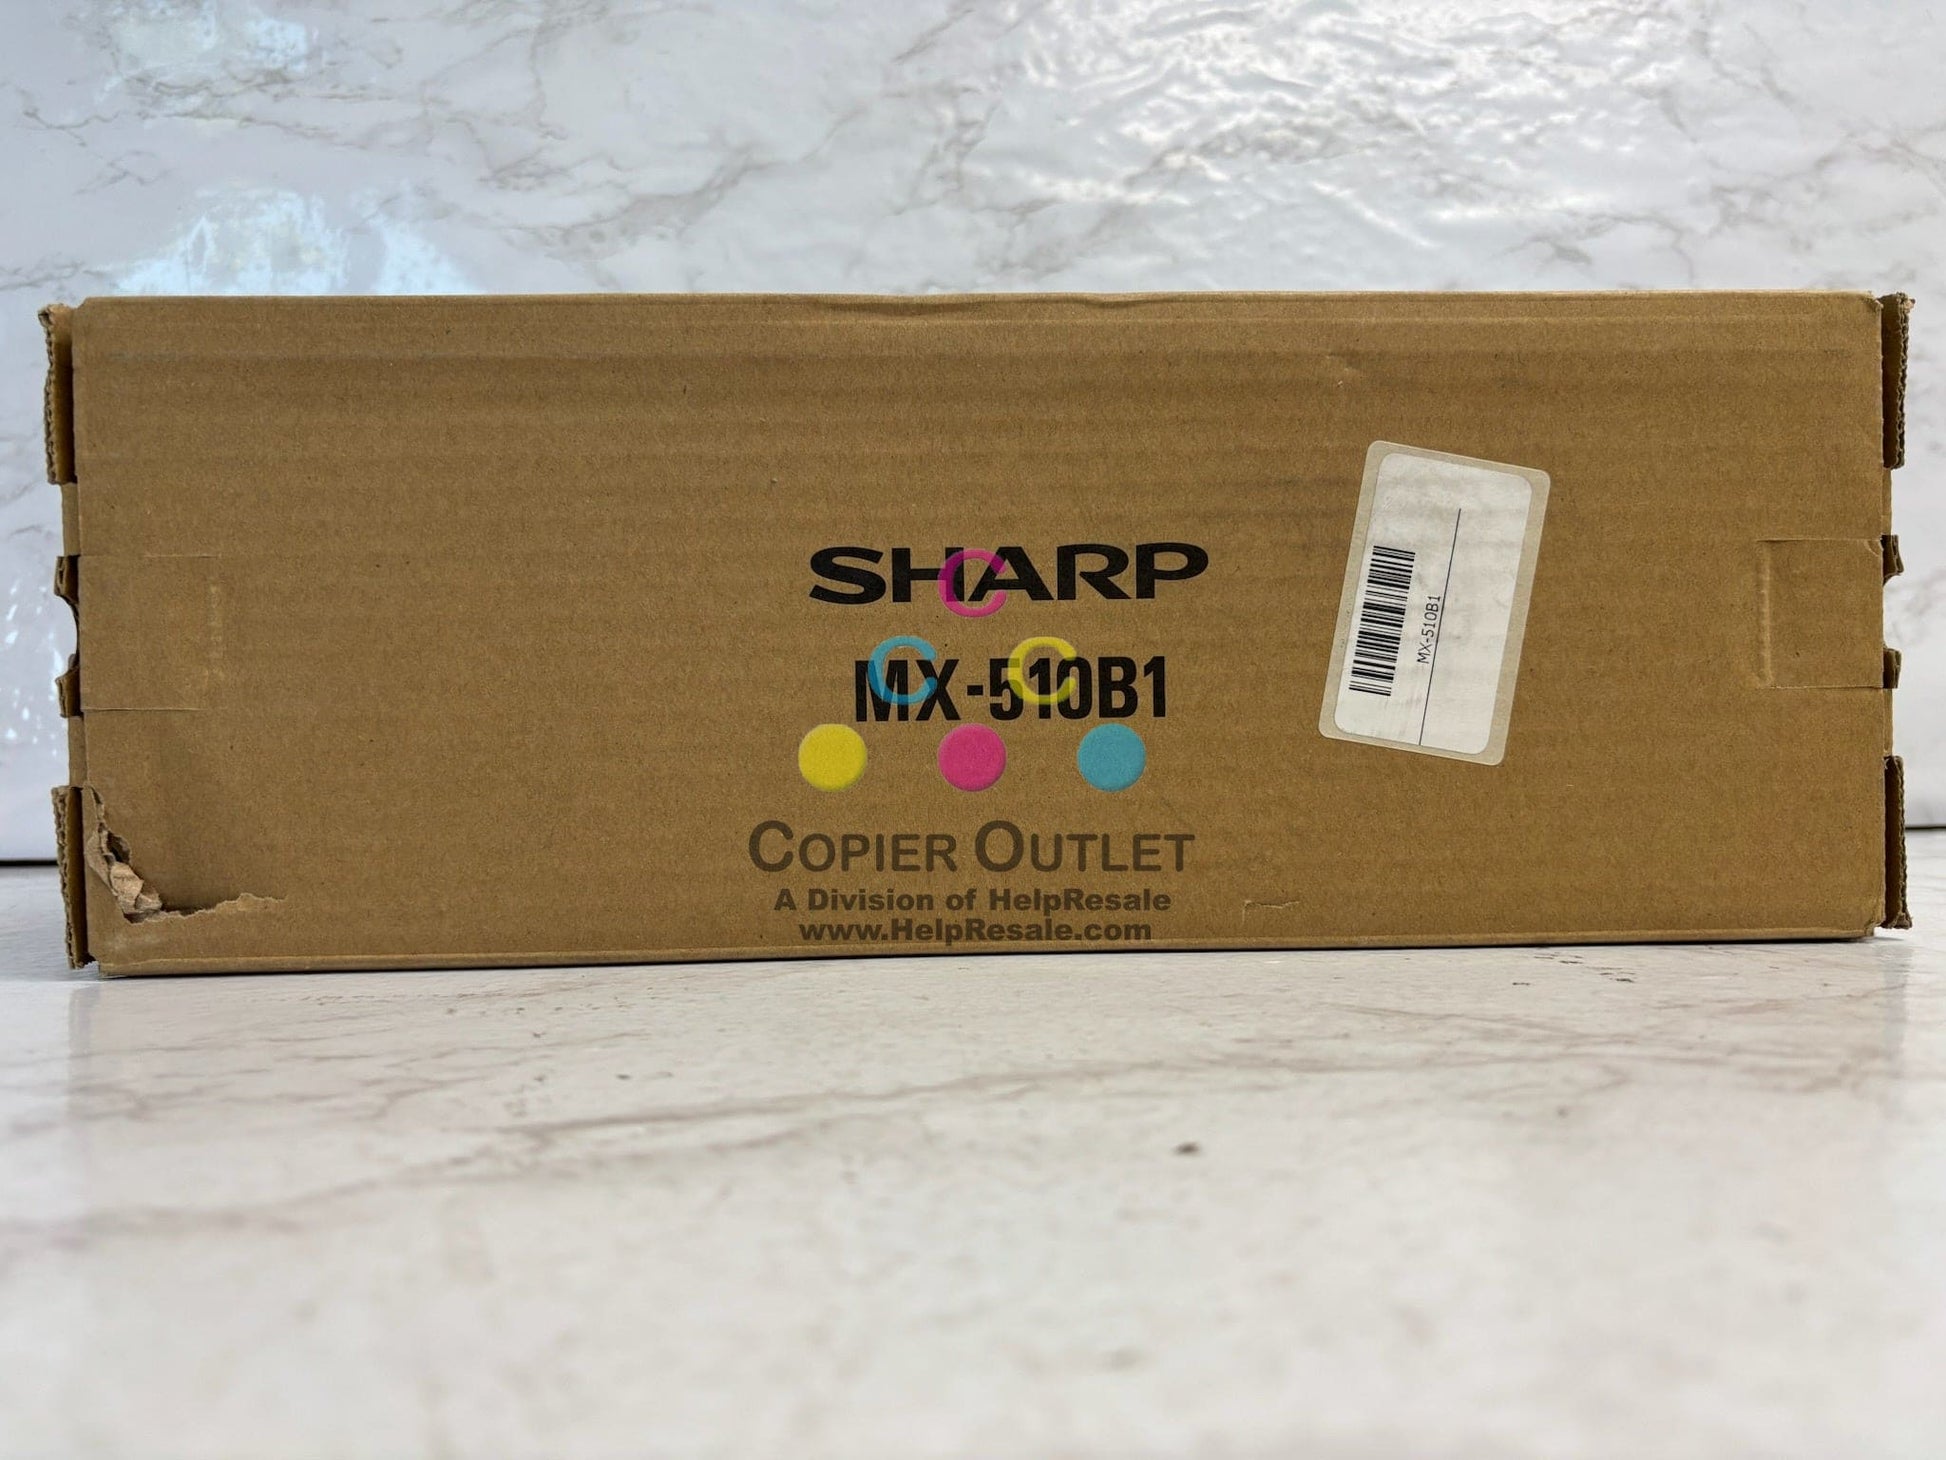 SHARP
MX-510B1
MX-510B1
C
C C
COPIER OUTLET
A Division of HelpResale
www.HelpResale.com